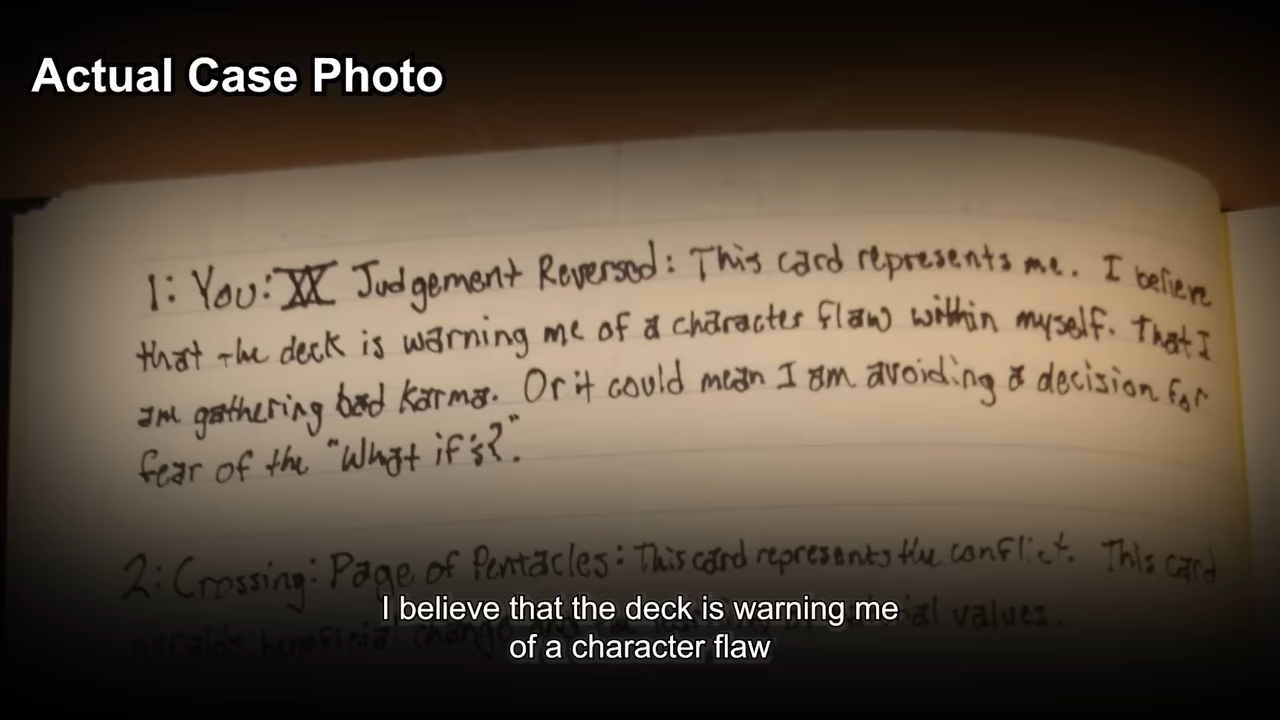 Actual Case Photo
1: You: XX Judgement Reversed: This card represents me. I believe
that the deck is warning me of a character flaw within myself. That I
am gathering bad karma. Or it could mean I am avoiding a decision for
fear of the "What if's?".
2: Crossing: Page of Pentacles: This card represents the conflict. This card
beneficial values.
I believe that the deck is warning me
of a character flaw